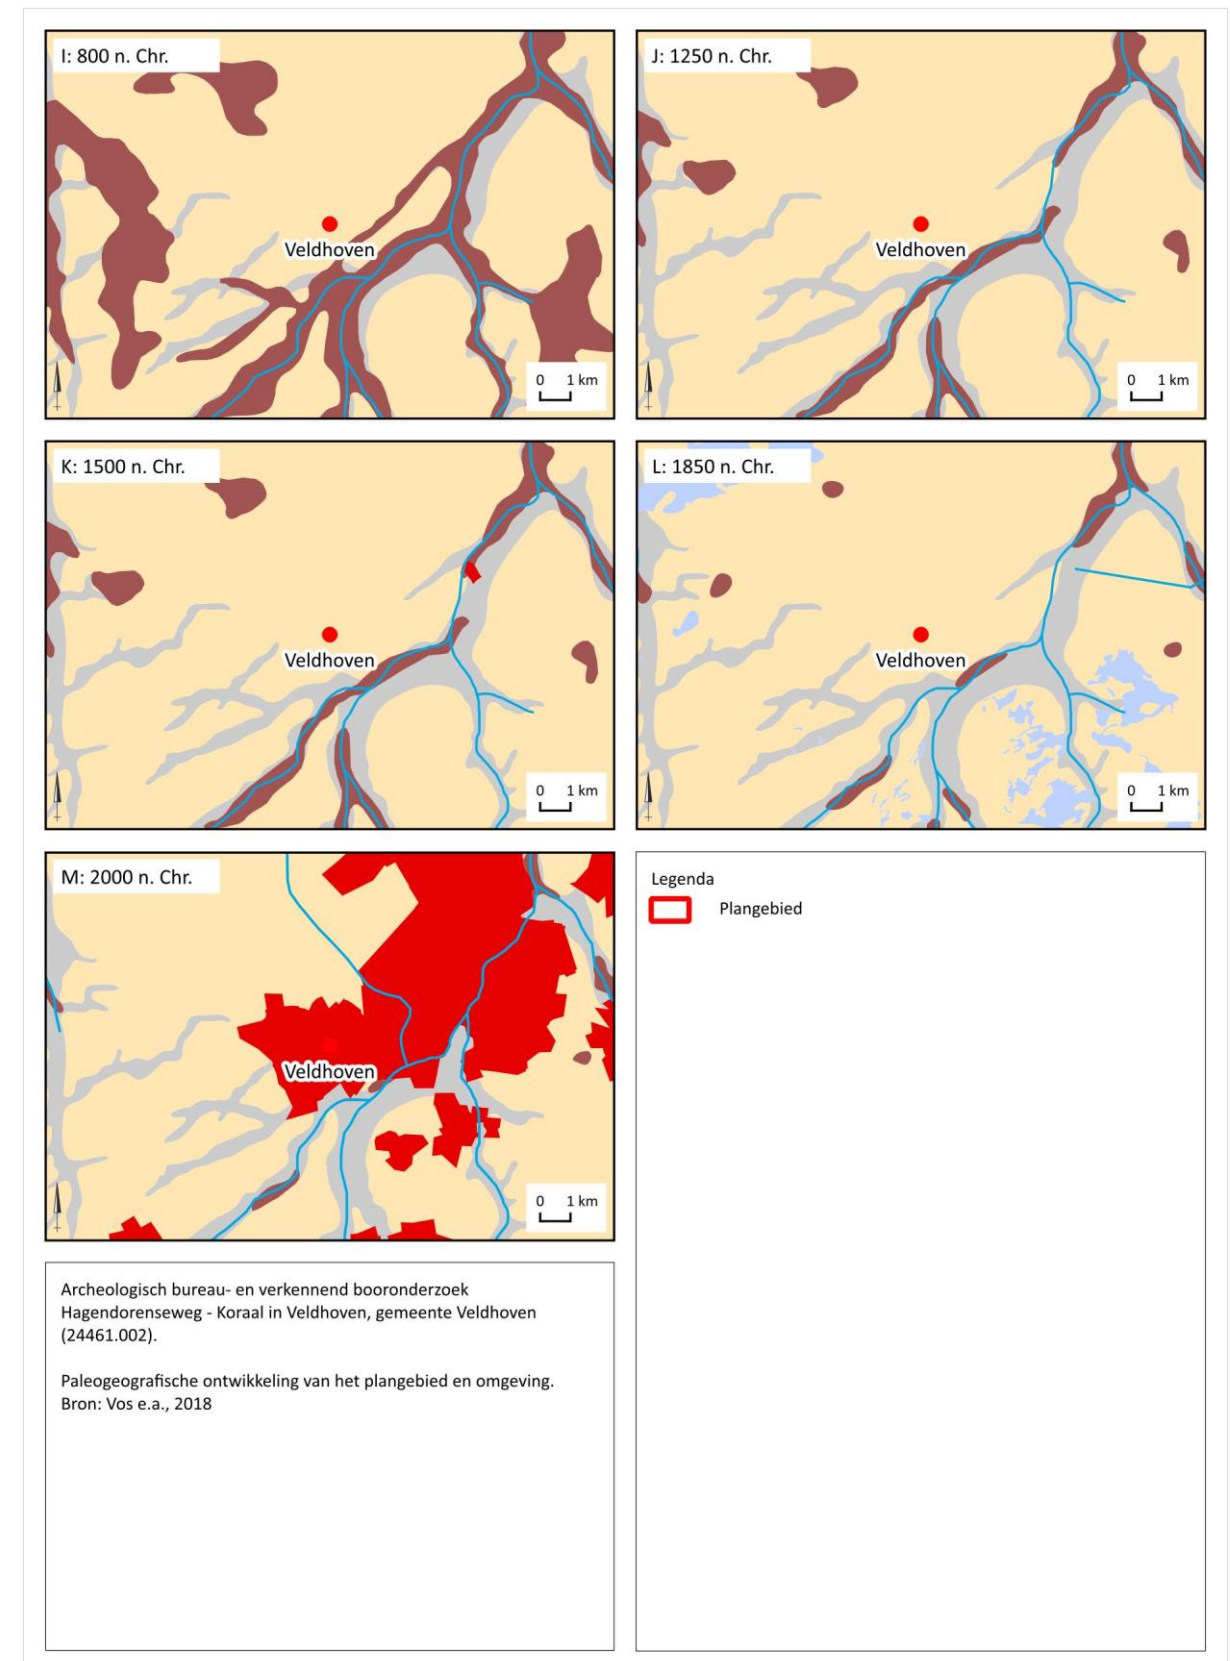 I: 800 n. Chr.
Veldhoven
0 1 km
J: 1250 n. Chr.
Veldhoven
0 1 km
K: 1500 n. Chr.
Veldhoven
0 1 km
L: 1850 n. Chr.
Veldhoven
0 1 km
M: 2000 n. Chr.
Veldhoven
0 1 km
Legenda
Plangebied
Archeologisch bureau- en verkennend booronderzoek
Hagendorenseweg - Koraal in Veldhoven, gemeente Veldhoven
(24461.002).
Paleogeografische ontwikkeling van het plangebied en omgeving.
Bron: Vos e.a., 2018